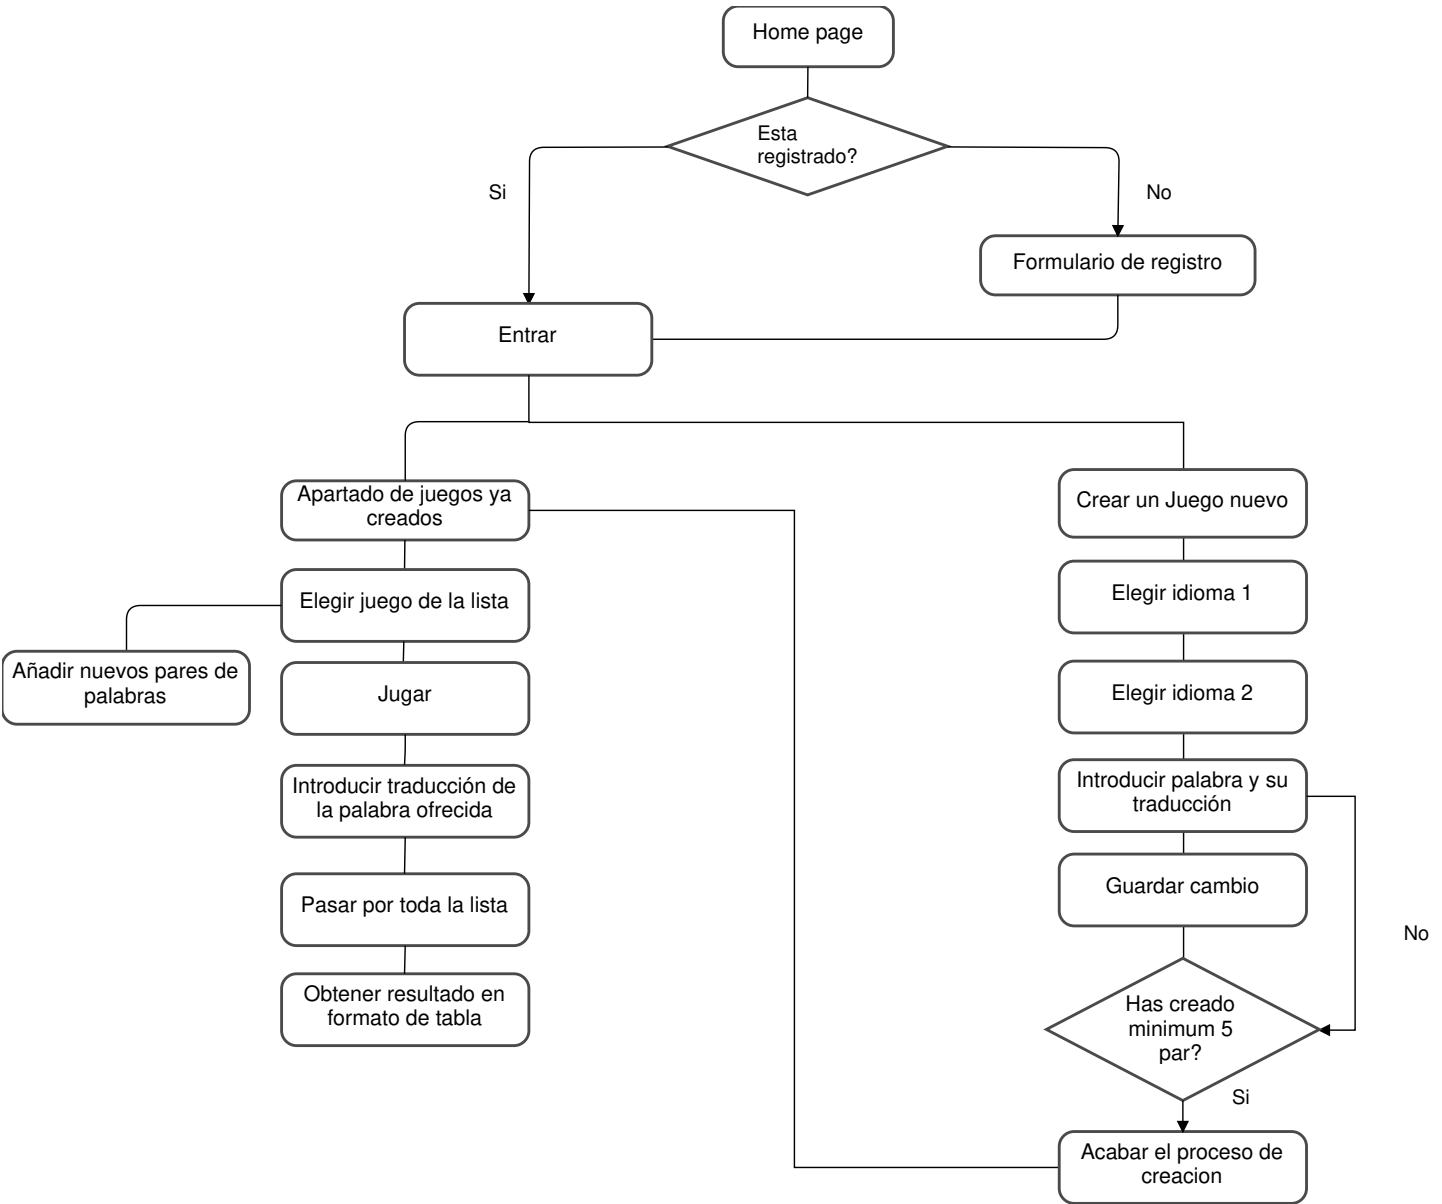 Home page
Esta
registrado?
Si
No
Formulario de registro
Entrar
Apartado de juegos ya
creados
Crear un Juego nuevo
Elegir juego de la lista
Elegir idioma 1
Añadir nuevos pares de
palabras
Jugar
Elegir idioma 2
Introducir traducción de
la palabra ofrecida
Introducir palabra y su
traducción
Pasar por toda la lista
Guardar cambio
No
Obtener resultado en
formato de tabla
Has creado
minimum 5
par?
Si
Acabar el proceso de
creacion